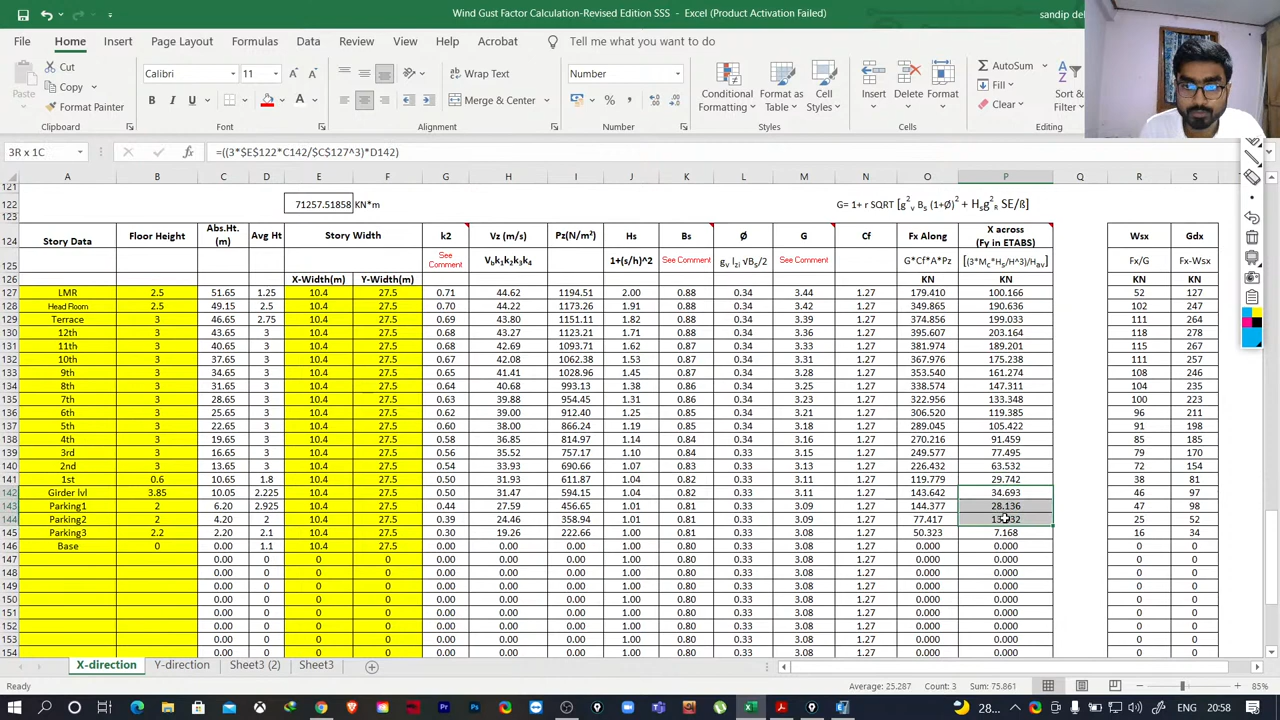 Wind Gust Factor Calculation-Revised Edition SSS - Excel (Product Activation Failed)
File Home Insert Page Layout Formulas Data Review View Help Acrobat Tell me what you want to do
Cut
Copy
Format Painter
Paste
Clipboard
Calibri 11
B I U
Font
Wrap Text
Merge & Center
Alignment
Number
Number
Conditional Formatting
Format as Table
Cell Styles
Styles
Insert Delete Format
Cells
AutoSum
Fill
Clear
Sort &
Editing
3R x 1C =((3*$E$122*C142/$C$127^3)*D142)
A B C D E F G H I J K L M N O P Q R S
121
122 71257.51858 KN*m G= 1+ r SQRT [g²v Bs (1+Ø)² + Hsg²R SE/ß]
123
124 Story Data Floor Height Abs.Ht. (m) Avg Ht Story Width k2 Vz (m/s) Pz(N/m²) Hs Bs Ø G Cf Fx Along X across (Fy in ETABS) Wsx Gdx
125 See Comment Vbk1k2k3k4 1+(s/h)^2 See Comment gv Izi √Bs/2 See Comment G*Cf*A*Pz [(3*Mc*Hs/H^3)/Hav] Fx/G Fx-Wsx
126 X-Width(m) Y-Width(m) KN KN KN KN
127 LMR 2.5 51.65 1.25 10.4 27.5 0.71 44.62 1194.51 2.00 0.88 0.34 3.44 1.27 179.410 100.166 52 127
128 Head Room 2.5 49.15 2.5 10.4 27.5 0.70 44.22 1173.26 1.91 0.88 0.34 3.40 1.27 349.865 190.636 102 247
129 Terrace 3 46.65 2.75 10.4 27.5 0.69 43.80 1151.11 1.82 0.88 0.34 3.36 1.27 374.856 199.033 111 264
130 12th 3 43.65 3 10.4 27.5 0.68 43.27 1123.21 1.71 0.88 0.34 3.36 1.27 395.607 203.164 118 278
131 11th 3 40.65 3 10.4 27.5 0.68 42.69 1093.71 1.62 0.87 0.34 3.33 1.27 381.974 189.201 115 267
132 10th 3 37.65 3 10.4 27.5 0.67 42.08 1062.38 1.53 0.87 0.34 3.31 1.27 367.976 175.238 111 257
133 9th 3 34.65 3 10.4 27.5 0.65 41.41 1028.96 1.45 0.87 0.34 3.28 1.27 353.540 161.274 108 246
134 8th 3 31.65 3 10.4 27.5 0.64 40.68 993.13 1.38 0.86 0.34 3.25 1.27 338.574 147.311 104 235
135 7th 3 28.65 3 10.4 27.5 0.63 39.88 954.45 1.31 0.86 0.34 3.23 1.27 322.956 133.348 100 223
136 6th 3 25.65 3 10.4 27.5 0.62 39.00 912.40 1.25 0.85 0.34 3.21 1.27 306.520 119.385 96 211
137 5th 3 22.65 3 10.4 27.5 0.60 38.00 866.24 1.19 0.85 0.34 3.18 1.27 289.045 105.422 91 198
138 4th 3 19.65 3 10.4 27.5 0.58 36.85 814.97 1.14 0.84 0.34 3.16 1.27 270.216 91.459 85 185
139 3rd 3 16.65 3 10.4 27.5 0.56 35.52 757.17 1.10 0.84 0.34 3.15 1.27 249.577 77.495 79 170
140 2nd 3 13.65 3 10.4 27.5 0.54 33.93 690.66 1.07 0.83 0.34 3.13 1.27 226.432 63.532 72 154
141 1st 0.6 10.65 1.8 10.4 27.5 0.50 31.90 1.04 0.82 0.34 3.11 1.27 119.779 29.742 38 81
142 Girder lvl 3.85 10.05 2.225 10.4 27.5 0.50 31.47 594.15 1.04 0.82 0.34 3.11 1.27 143.642 34.693 46 97
143 Parking1 2 6.20 2.925 10.4 27.5 0.44 27.59 456.65 1.01 0.81 0.34 3.09 1.27 144.377 28.136 47 98
144 Parking2 2 4.20 2 10.4 27.5 0.39 24.46 358.94 1.01 0.81 0.34 3.09 1.27 77.417 25 52
145 Parking3 2.2 2.20 2.1 10.4 27.5 0.30 19.26 222.66 1.00 0.81 0.33 3.08 1.27 50.323 7.168 16 34
146 Base 0 0.00 1.1 10.4 27.5 0.00 0.00 0.00 1.00 0.80 0.33 3.08 1.27 0.000 0.000 0 0
147 0.00 0 0 0 0.00 0.00 0.00 1.00 0.80 0.33 3.08 1.27 0.000 0.000 0 0
148 0.00 0 0 0 0.00 0.00 0.00 1.00 0.80 0.33 3.08 1.27 0.000 0.000 0 0
149 0.00 0 0 0 0.00 0.00 0.00 1.00 0.80 0.33 3.08 1.27 0.000 0.000 0 0
150 0.00 0 0 0 0.00 0.00 0.00 1.00 0.80 0.33 3.08 1.27 0.000 0.000 0 0
151 0.00 0 0 0 0.00 0.00 0.00 1.00 0.80 0.33 3.08 1.27 0.000 0.000 0 0
152 0.00 0 0 0 0.00 0.00 0.00 1.00 0.80 0.33 3.08 1.27 0.000 0.000 0 0
153 0.00 0 0 0 0.00 0.00 0.00 1.00 0.80 0.33 3.08 1.27 0.000 0.000 0 0
154 0.00 0 0 0 0.00 0.00 0.00 1.00 0.80 0.33 3.08 1.27 0.000 0.000 0 0
X-direction Y-direction Sheet3 (2) Sheet3
Ready Average: 25.287 Count: 3 Sum: 75.861 85%
28... ENG 20:58